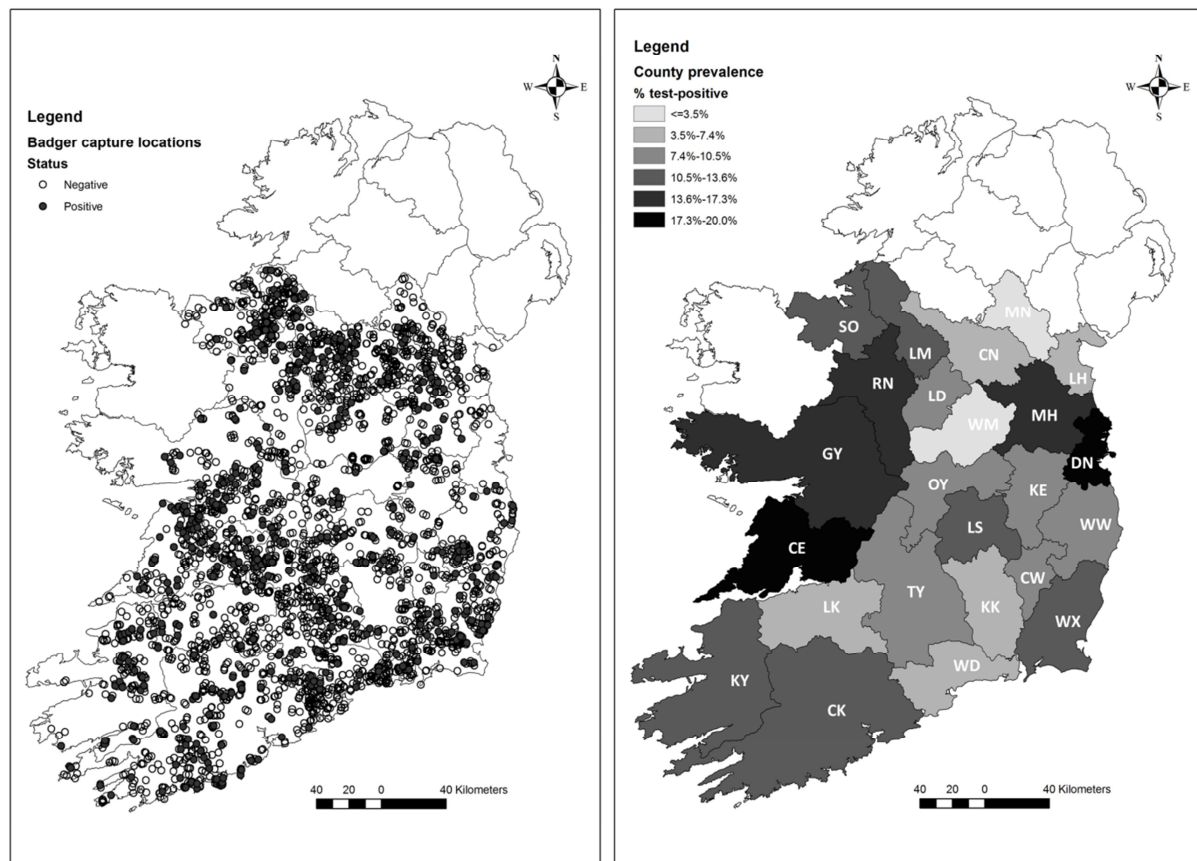 N
W E
S
Legend
Badger capture locations
Status
Negative
Positive
40 20 0 40 Kilometers
Legend
County prevalence
% test-positive
<=3.5%
3.5%-7.4%
7.4%-10.5%
10.5%-13.6%
13.6%-17.3%
17.3%-20.0%
N
W E
S
MN
SO
LM
CN
RN
LD
LH
WM
MH
GY
DN
OY
KE
LS
WW
CE
CW
TY
LK
KK
WX
WD
KY
CK
40 20 0 40 Kilometers